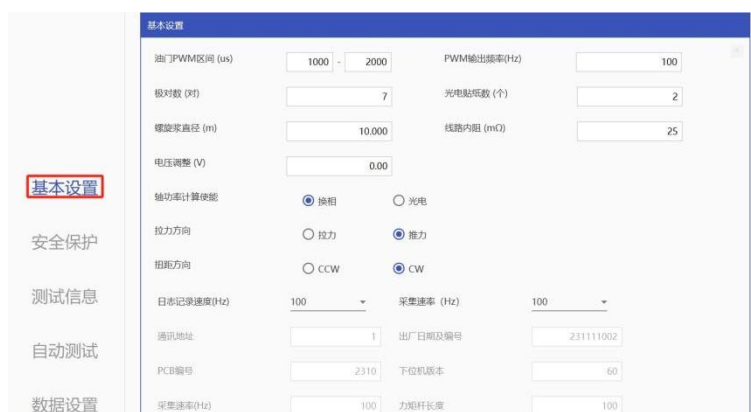 基本设置
油门PWM区间 (us) 1000 - 2000 PWM输出频率(Hz) 100
极对数 (对) 7 光电贴纸数 (个) 2
螺旋桨直径 (m) 10.000 线路内阻 (mΩ) 25
电压调整 (V) 0.00
基本设置
轴功率计算使能 换相 光电
拉力方向 拉力 推力
安全保护
扭距方向 CCW CW
测试信息
日志记录速度(Hz) 100 采集速率 (Hz) 100
通讯地址 1 出厂日期及编号 231111002
自动测试
PCB编号 2310 下位机版本 60
数据设置
采集速率(Hz) 100 力矩杆长度 100